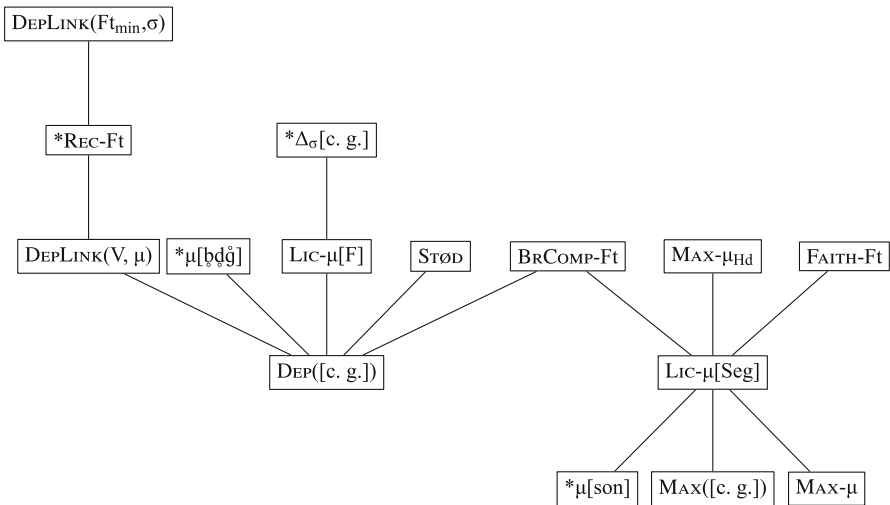 DEPLINK(Ftmin,σ)
*REC-Ft
*Δσ[c. g.]
DEPLINK(V, μ)
*μ[b̥d̥g̊]
LIC-μ[F]
STØD
BRCOMP-Ft
MAX-μHd
FAITH-Ft
DEP([c. g.])
LIC-μ[Seg]
*μ[son]
MAX([c. g.])
MAX-μ